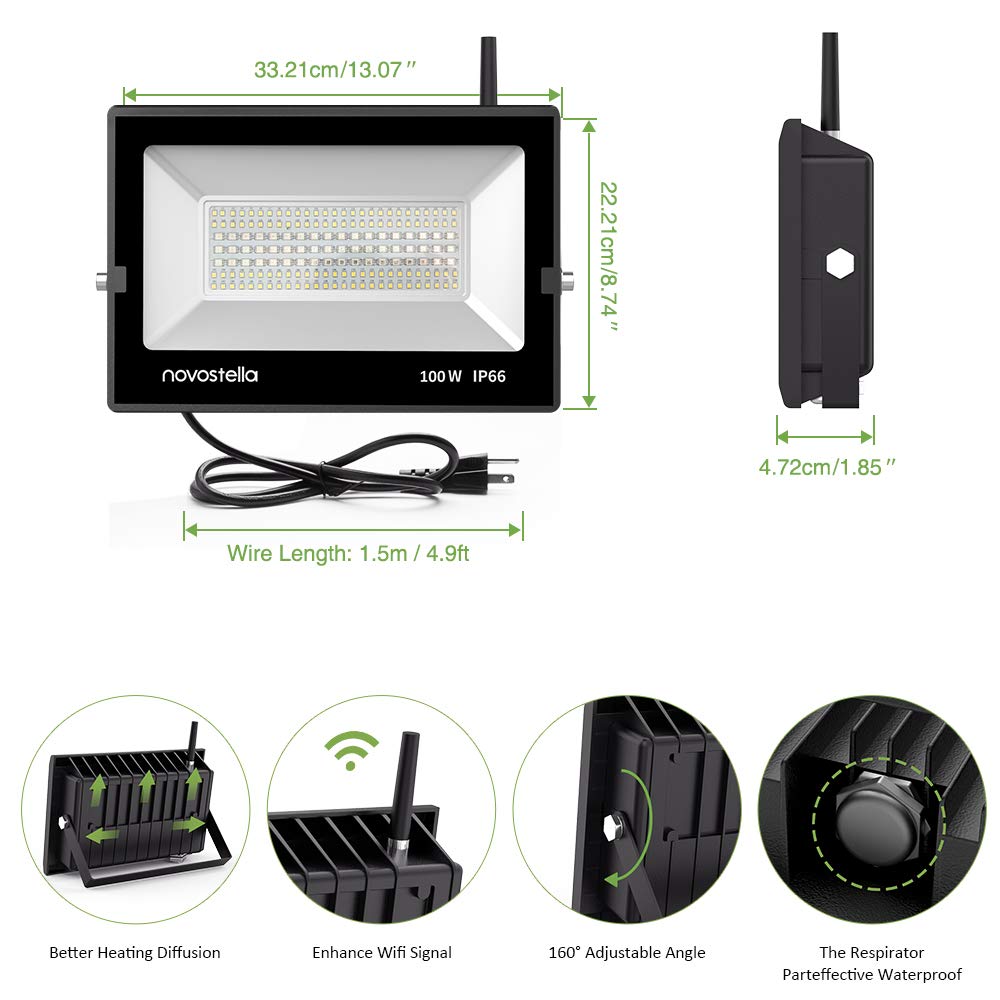 33.21cm/13.07″
22.21cm/8.74″
novostella
100W IP66
4.72cm/1.85″
Wire Length: 1.5m / 4.9ft
Better Heating Diffusion
Enhance Wifi Signal
160° Adjustable Angle
The Respirator
Parteffective Waterproof